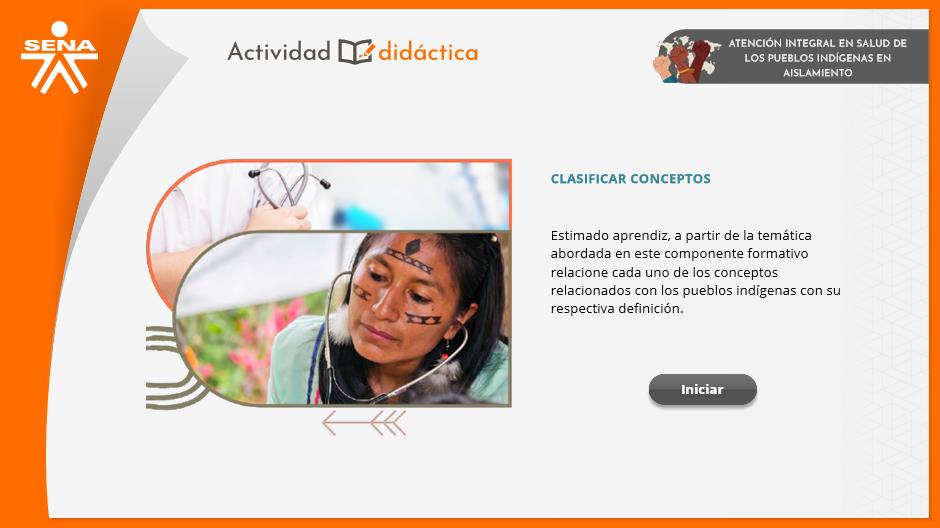 SENA
Actividad didáctica
ATENCIÓN INTEGRAL EN SALUD DE
LOS PUEBLOS INDÍGENAS EN
AISLAMIENTO
CLASIFICAR CONCEPTOS
Estimado aprendiz, a partir de la temática
abordada en este componente formativo
relacione cada uno de los conceptos
relacionados con los pueblos indígenas con su
respectiva definición.
Iniciar